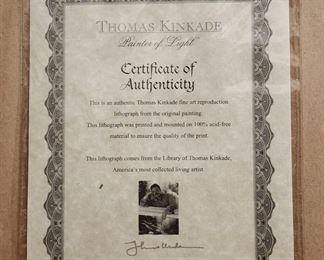 THOMAS KINKADE
Painter of Light
Certificate of
Authenticity
This is an authentic Thomas Kinkade fine art reproduction
lithograph from the original painting.
This lithograph was printed and mounted on 100% acid-free
material to ensure the quality of the print.
This lithograph comes from the Library of Thomas Kinkade,
America's most collected living artist.